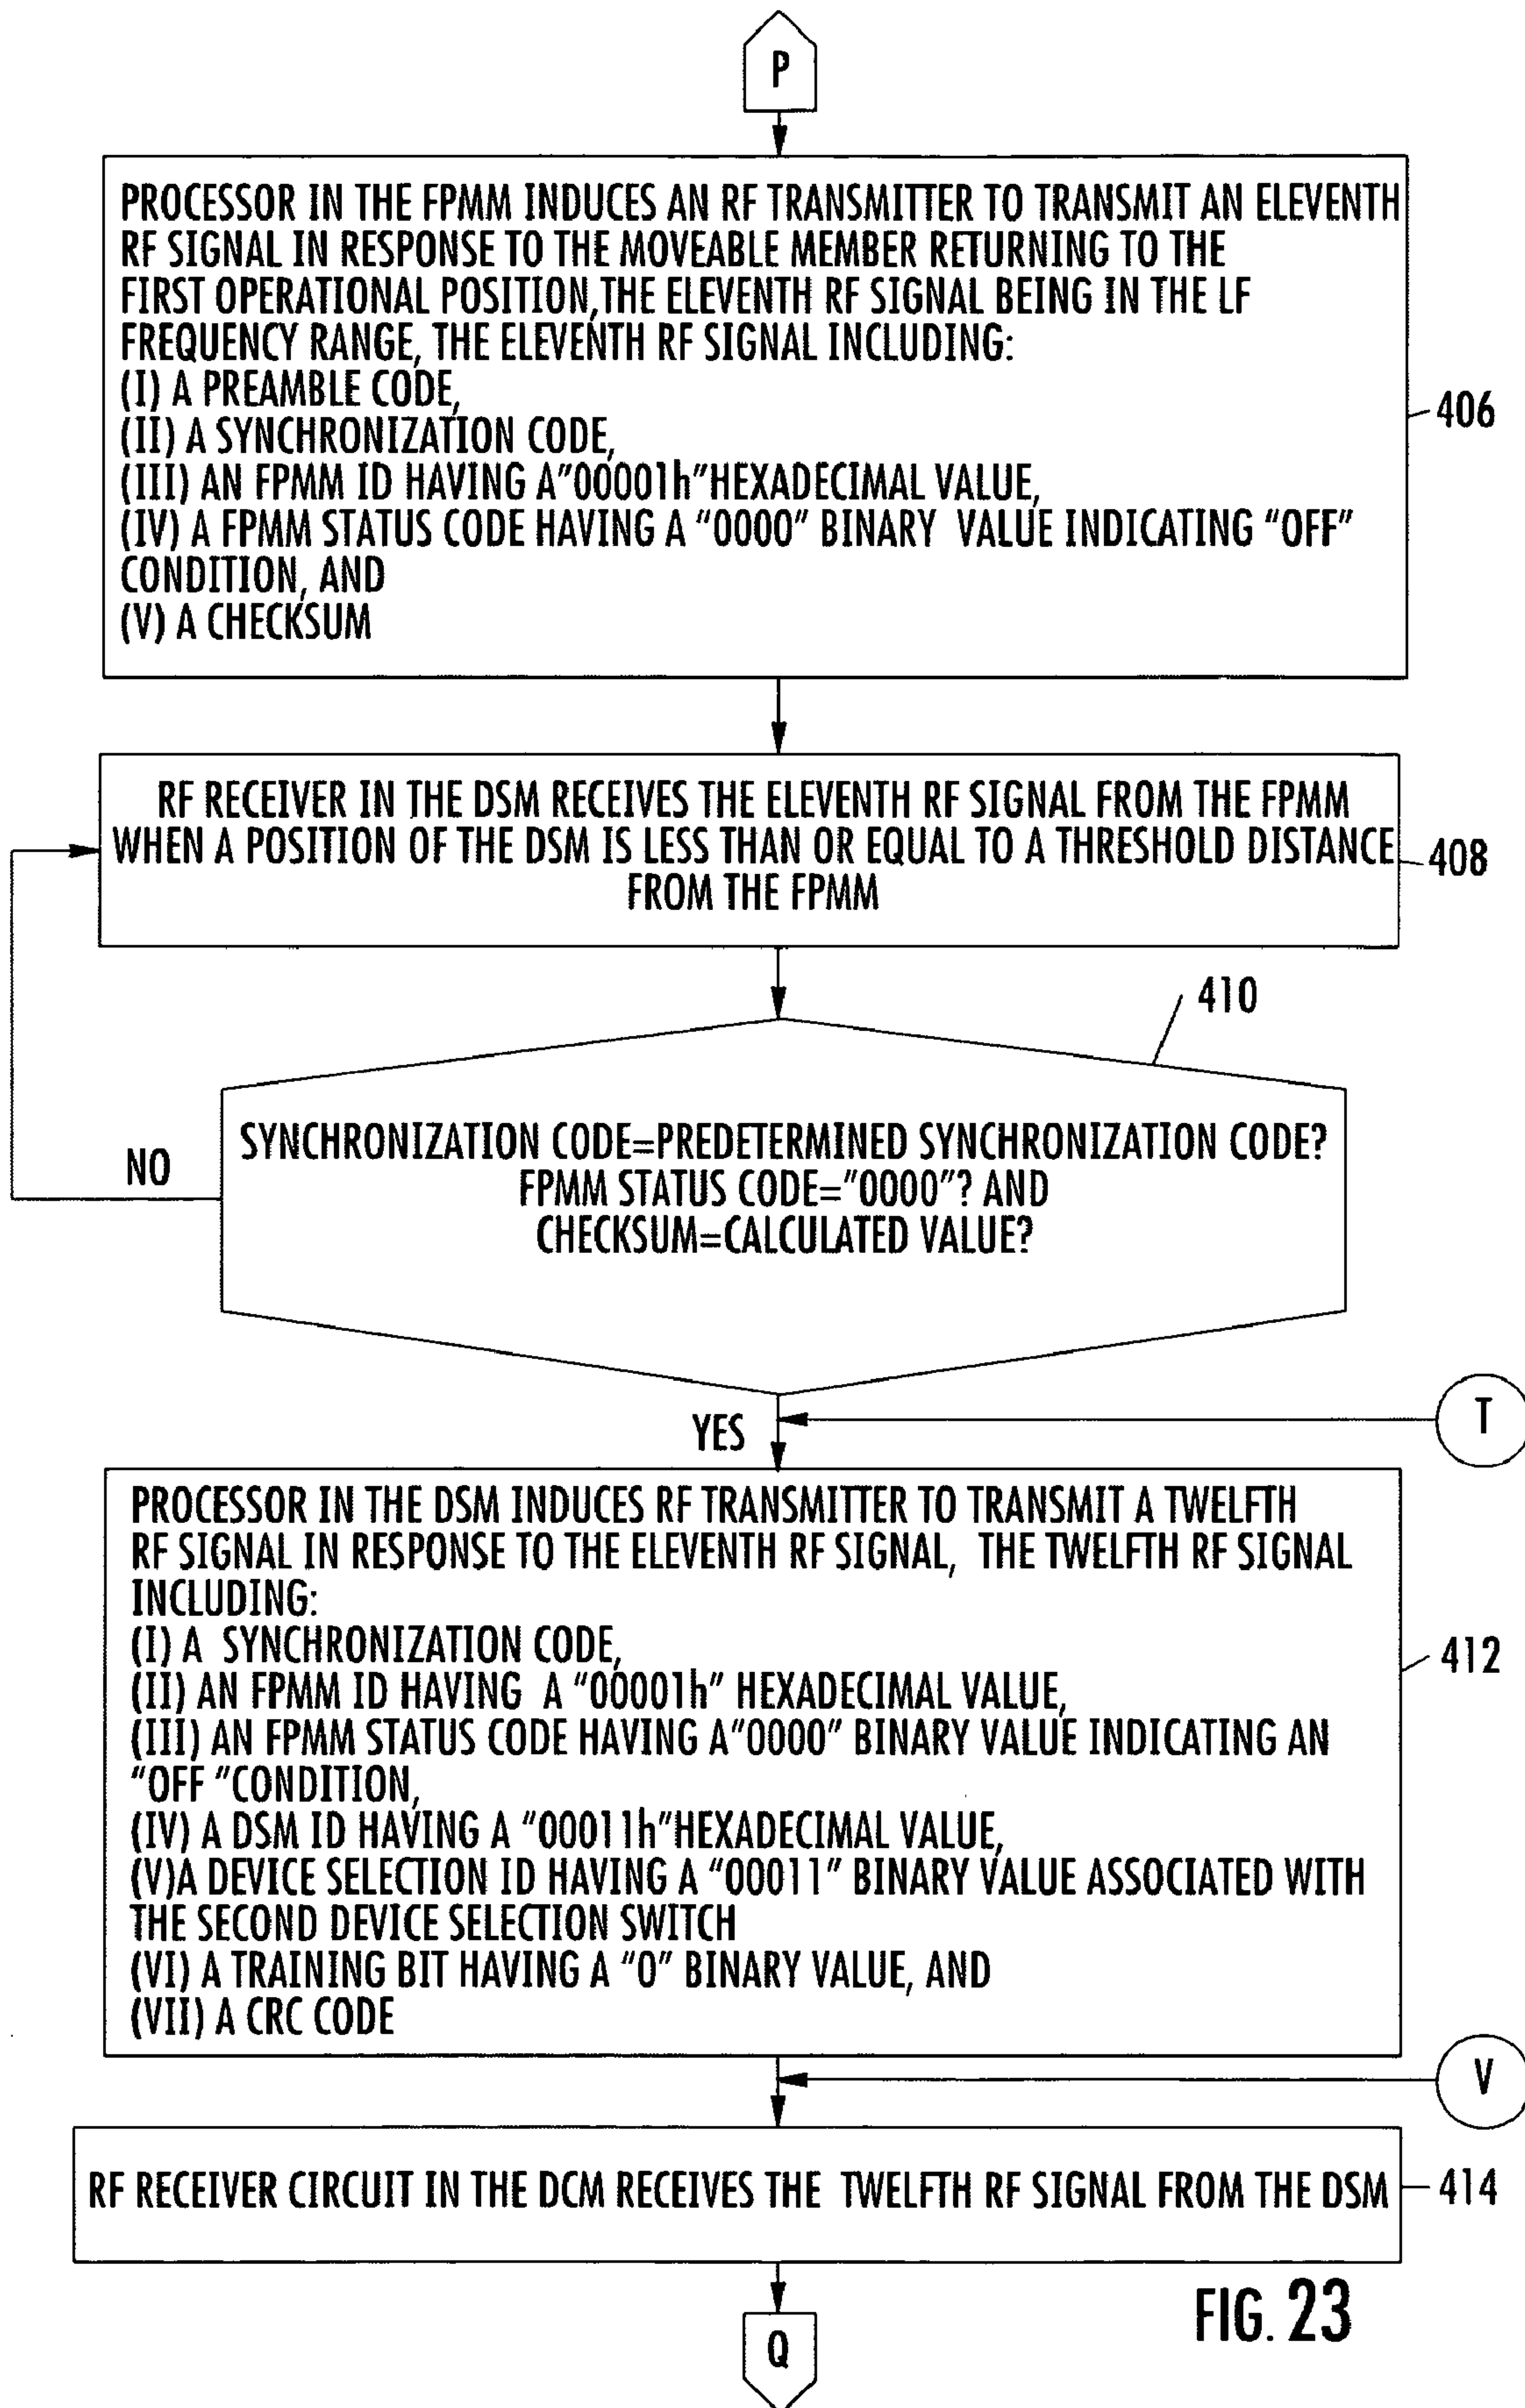 P
PROCESSOR IN THE FPMM INDUCES AN RF TRANSMITTER TO TRANSMIT AN ELEVENTH
RF SIGNAL IN RESPONSE TO THE MOVEABLE MEMBER RETURNING TO THE
FIRST OPERATIONAL POSITION,THE ELEVENTH RF SIGNAL BEING IN THE LF
FREQUENCY RANGE, THE ELEVENTH RF SIGNAL INCLUDING:
(I) A PREAMBLE CODE,
(II) A SYNCHRONIZATION CODE,
(III) AN FPMM ID HAVING A"00001h"HEXADECIMAL VALUE,
(IV) A FPMM STATUS CODE HAVING A "0000" BINARY VALUE INDICATING "OFF"
CONDITION, AND
(V) A CHECKSUM
406
RF RECEIVER IN THE DSM RECEIVES THE ELEVENTH RF SIGNAL FROM THE FPMM
WHEN A POSITION OF THE DSM IS LESS THAN OR EQUAL TO A THRESHOLD DISTANCE
FROM THE FPMM
408
410
SYNCHRONIZATION CODE=PREDETERMINED SYNCHRONIZATION CODE?
FPMM STATUS CODE="0000"? AND
CHECKSUM=CALCULATED VALUE?
NO
YES
T
PROCESSOR IN THE DSM INDUCES RF TRANSMITTER TO TRANSMIT A TWELFTH
RF SIGNAL IN RESPONSE TO THE ELEVENTH RF SIGNAL, THE TWELFTH RF SIGNAL
INCLUDING:
(I) A SYNCHRONIZATION CODE,
(II) AN FPMM ID HAVING A "00001h" HEXADECIMAL VALUE,
(III) AN FPMM STATUS CODE HAVING A"0000" BINARY VALUE INDICATING AN
"OFF "CONDITION,
(IV) A DSM ID HAVING A "00011h"HEXADECIMAL VALUE,
(V)A DEVICE SELECTION ID HAVING A "00011" BINARY VALUE ASSOCIATED WITH
THE SECOND DEVICE SELECTION SWITCH
(VI) A TRAINING BIT HAVING A "0" BINARY VALUE, AND
(VII) A CRC CODE
412
V
RF RECEIVER CIRCUIT IN THE DCM RECEIVES THE TWELFTH RF SIGNAL FROM THE DSM
414
Q
FIG. 23